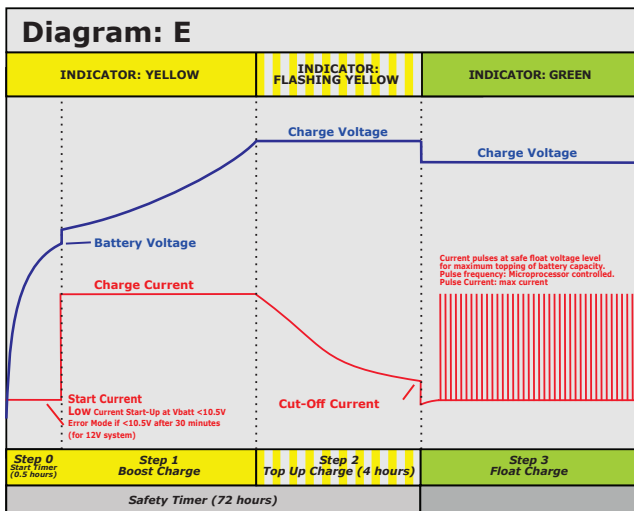 Diagram: E
INDICATOR: YELLOW
INDICATOR:
FLASHING YELLOW
INDICATOR: GREEN
Charge Voltage
Charge Voltage
Battery Voltage
Current pulses at safe float voltage level
for maximum topping of battery capacity.
Pulse frequency: Microprocessor controlled.
Pulse Current: max current
Charge Current
Start Current
Low Current Start-Up at Vbatt <10.5V
Error Mode if <10.5V after 30 minutes
(for 12V system)
Cut-Off Current
Step 0
Start Timer
(0.5 hours)
Step 1
Boost Charge
Step 2
Top Up Charge (4 hours)
Step 3
Float Charge
Safety Timer (72 hours)